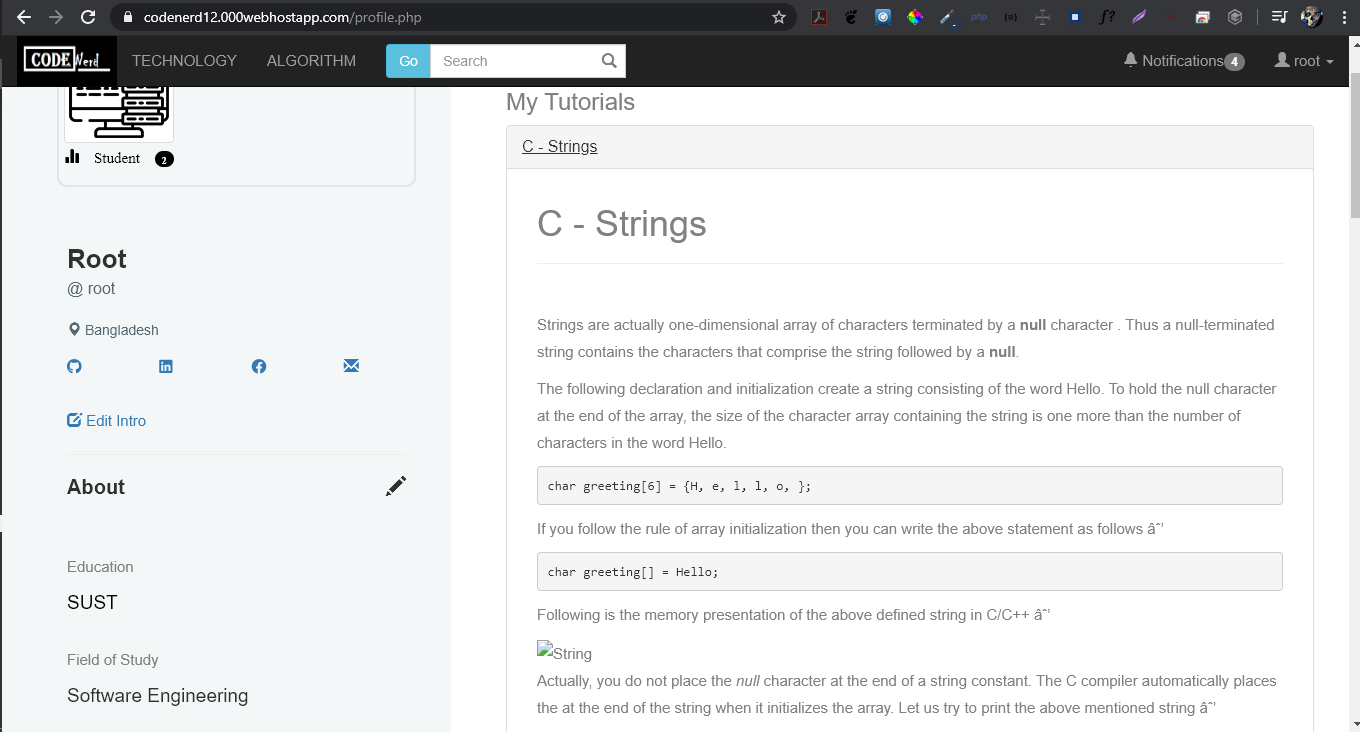 codenerd12.000webhostapp.com/profile.php
CODE Nerd TECHNOLOGY ALGORITHM Go Search Notifications 4 root
Student 2
Root
@ root
Bangladesh
Edit Intro
About
Education
SUST
Field of Study
Software Engineering
My Tutorials
C - Strings
C - Strings
Strings are actually one-dimensional array of characters terminated by a null character . Thus a null-terminated
string contains the characters that comprise the string followed by a null.
The following declaration and initialization create a string consisting of the word Hello. To hold the null character
at the end of the array, the size of the character array containing the string is one more than the number of
characters in the word Hello.
char greeting[6] = {H, e, l, l, o, };
If you follow the rule of array initialization then you can write the above statement as follows âˆ’
char greeting[] = Hello;
Following is the memory presentation of the above defined string in C/C++ âˆ’
String
Actually, you do not place the null character at the end of a string constant. The C compiler automatically places
the at the end of the string when it initializes the array. Let us try to print the above mentioned string âˆ’